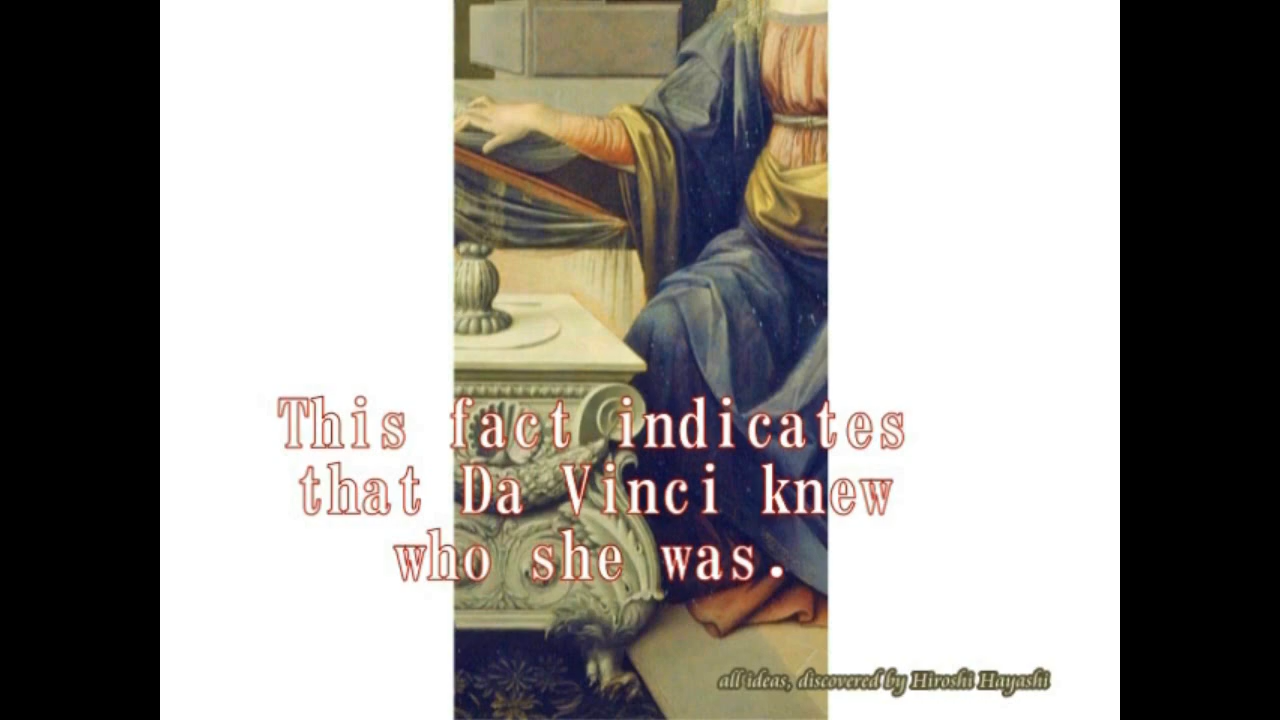 This fact indicates
that Da Vinci knew
who she was.
all ideas, discovered by Hiroshi Hayashi